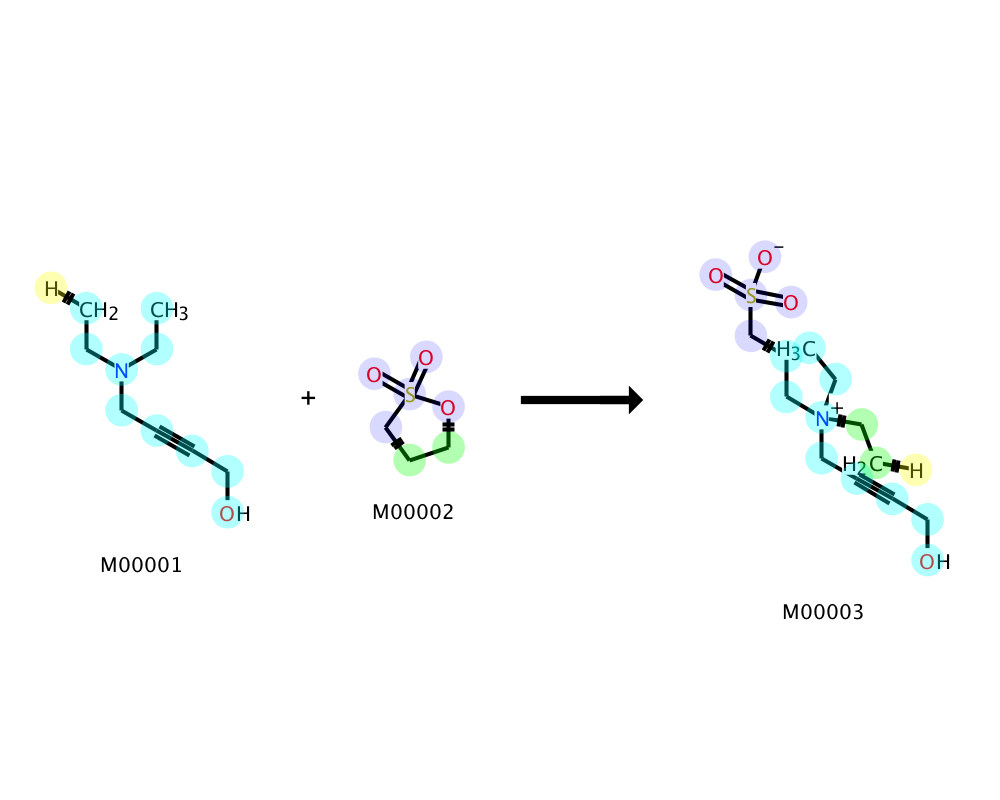 H
CH2
CH3
N
OH
M00001
+
O
O
S
O
M00002
O−
O
S
O
H3C
N+
H2C
H
OH
M00003